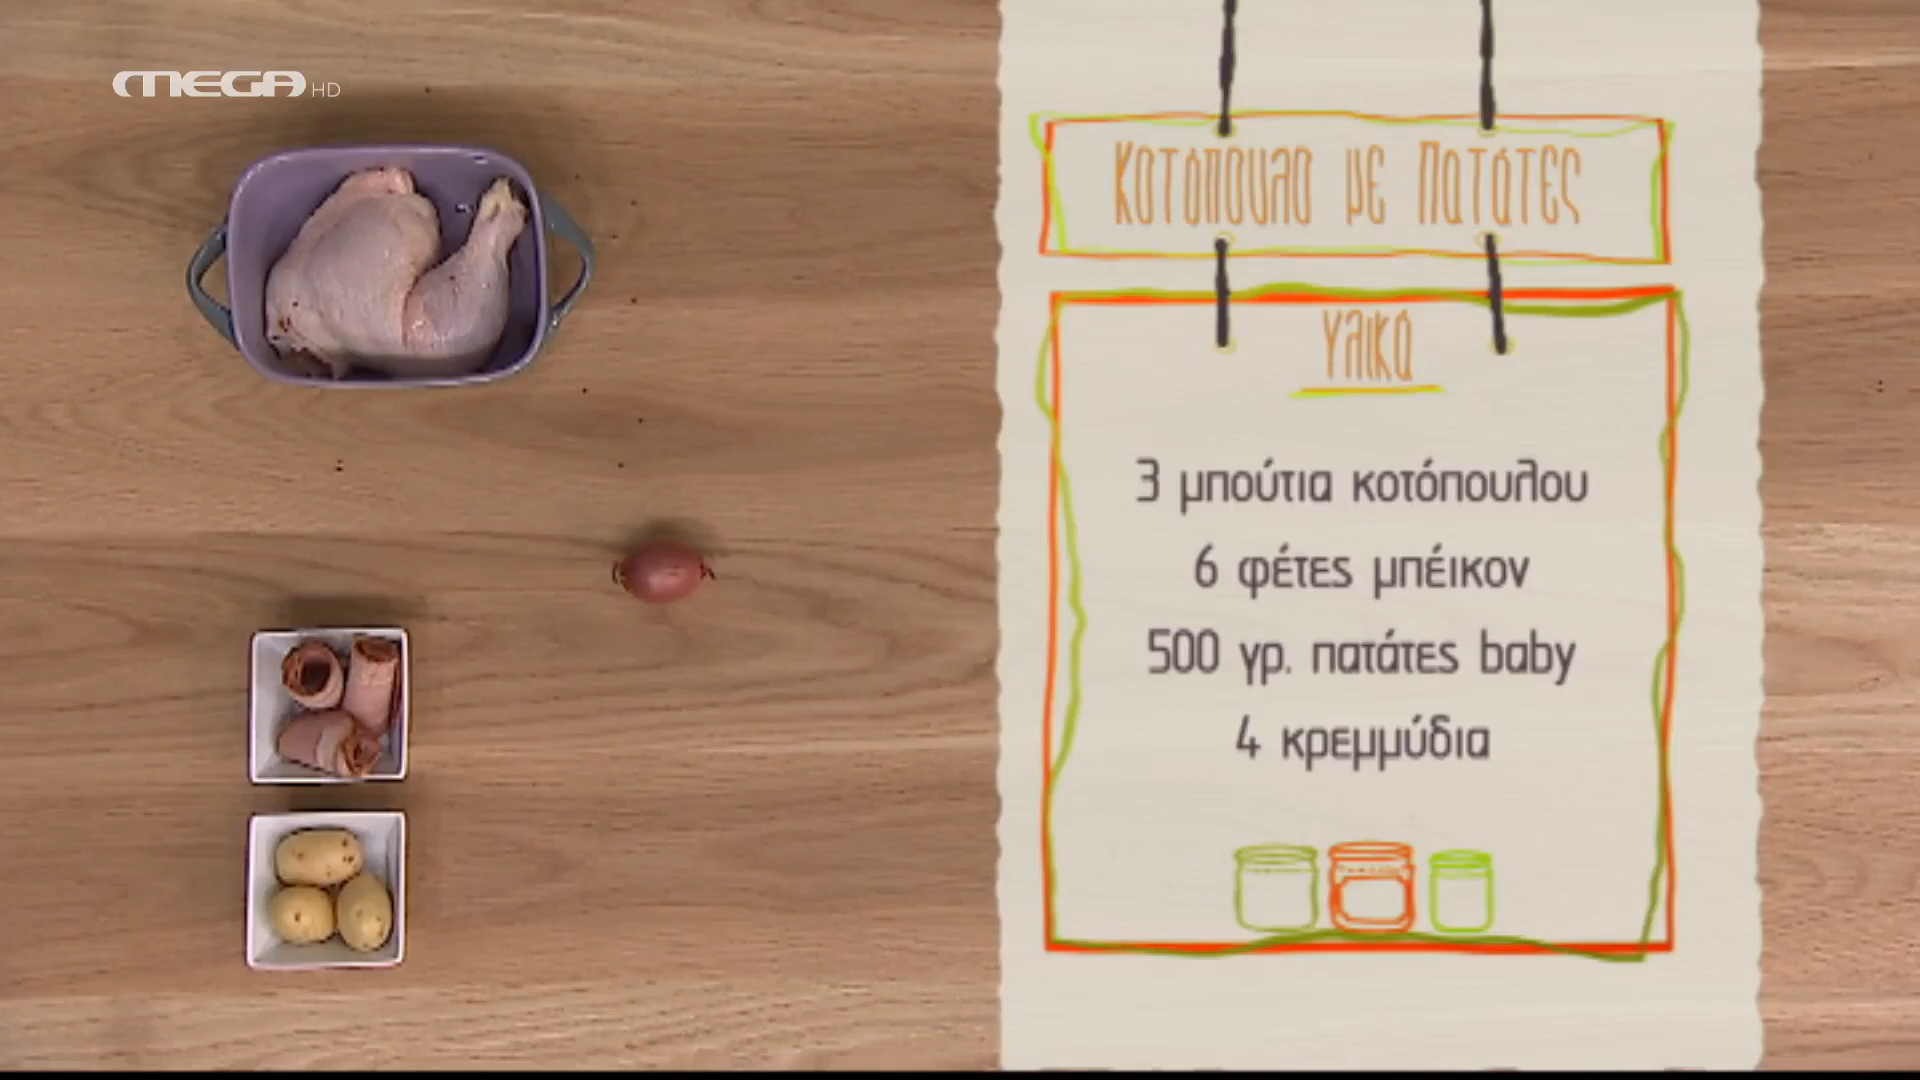 MEGA HD
Κοτόπουλο με Πατάτες
Υλικά
3 μπούτια κοτόπουλου
6 φέτες μπέικον
500 γρ. πατάτες baby
4 κρεμμύδια